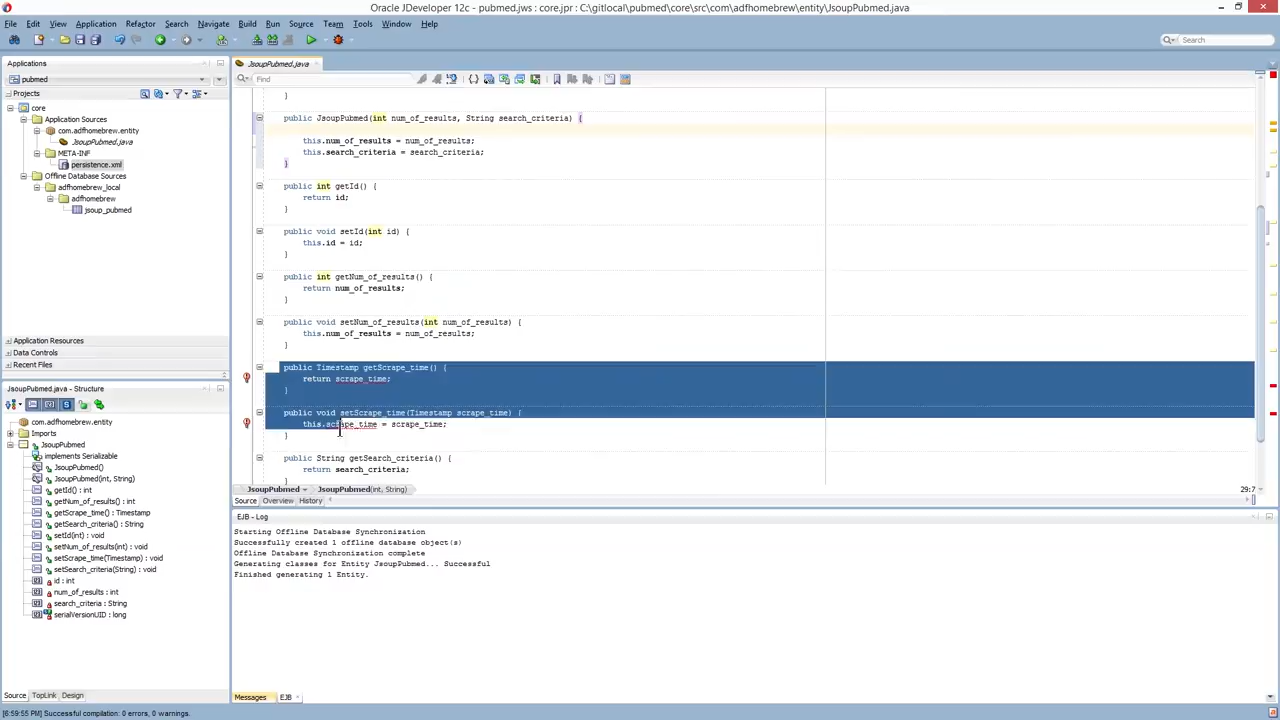 Oracle JDeveloper 12c - pubmed.jws : core.jpr : C:\gitlocal\pubmed\core\src\com\adfhomebrew\entity\JsoupPubmed.java
File Edit View Application Refactor Search Navigate Build Run Source Team Tools Window Help
Search
Applications
pubmed
Projects
core
Application Sources
com.adfhomebrew.entity
JsoupPubmed.java
META-INF
persistence.xml
Offline Database Sources
adfhomebrew_local
adfhomebrew
jsoup_pubmed
Application Resources
Data Controls
Recent Files
JsoupPubmed.java - Structure
com.adfhomebrew.entity
Imports
JsoupPubmed
implements Serializable
JsoupPubmed()
JsoupPubmed(int, String)
getId() : int
getNum_of_results() : int
getScrape_time() : Timestamp
getSearch_criteria() : String
setId(int) : void
setNum_of_results(int) : void
setScrape_time(Timestamp) : void
setSearch_criteria(String) : void
id : int
num_of_results : int
search_criteria : String
serialVersionUID : long
Source TopLink Design
JsoupPubmed.java
Find
}
public JsoupPubmed(int num_of_results, String search_criteria) {
this.num_of_results = num_of_results;
this.search_criteria = search_criteria;
}
public int getId() {
return id;
}
public void setId(int id) {
this.id = id;
}
public int getNum_of_results() {
return num_of_results;
}
public void setNum_of_results(int num_of_results) {
this.num_of_results = num_of_results;
}
public Timestamp getScrape_time() {
return scrape_time;
}
public void setScrape_time(Timestamp scrape_time) {
this.scrape_time = scrape_time;
}
public String getSearch_criteria() {
return search_criteria;
}
JsoupPubmed JsoupPubmed(int, String)
Source Overview History
29:7
EJB - Log
Starting Offline Database Synchronization
Successfully created 1 offline database object(s)
Offline Database Synchronization complete
Generating classes for Entity JsoupPubmed... Successful
Finished generating 1 Entity.
Messages EJB
[6:59:55 PM] Successful compilation: 0 errors, 0 warnings.